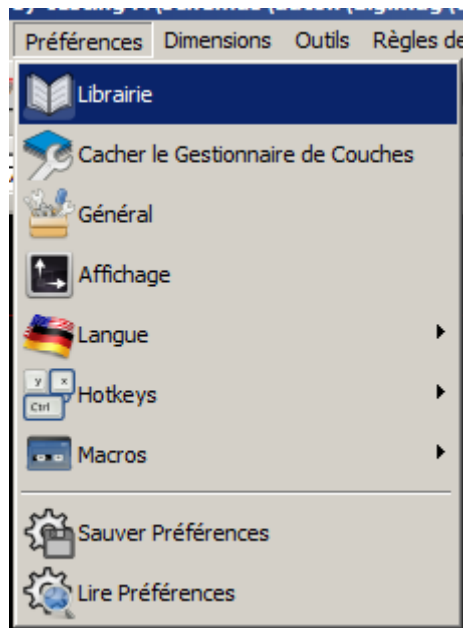 Préférences Dimensions Outils Règles de
Librairie
Cacher le Gestionnaire de Couches
Général
Affichage
Langue
y x
Ctrl
Hotkeys
Macros
Sauver Préférences
Lire Préférences